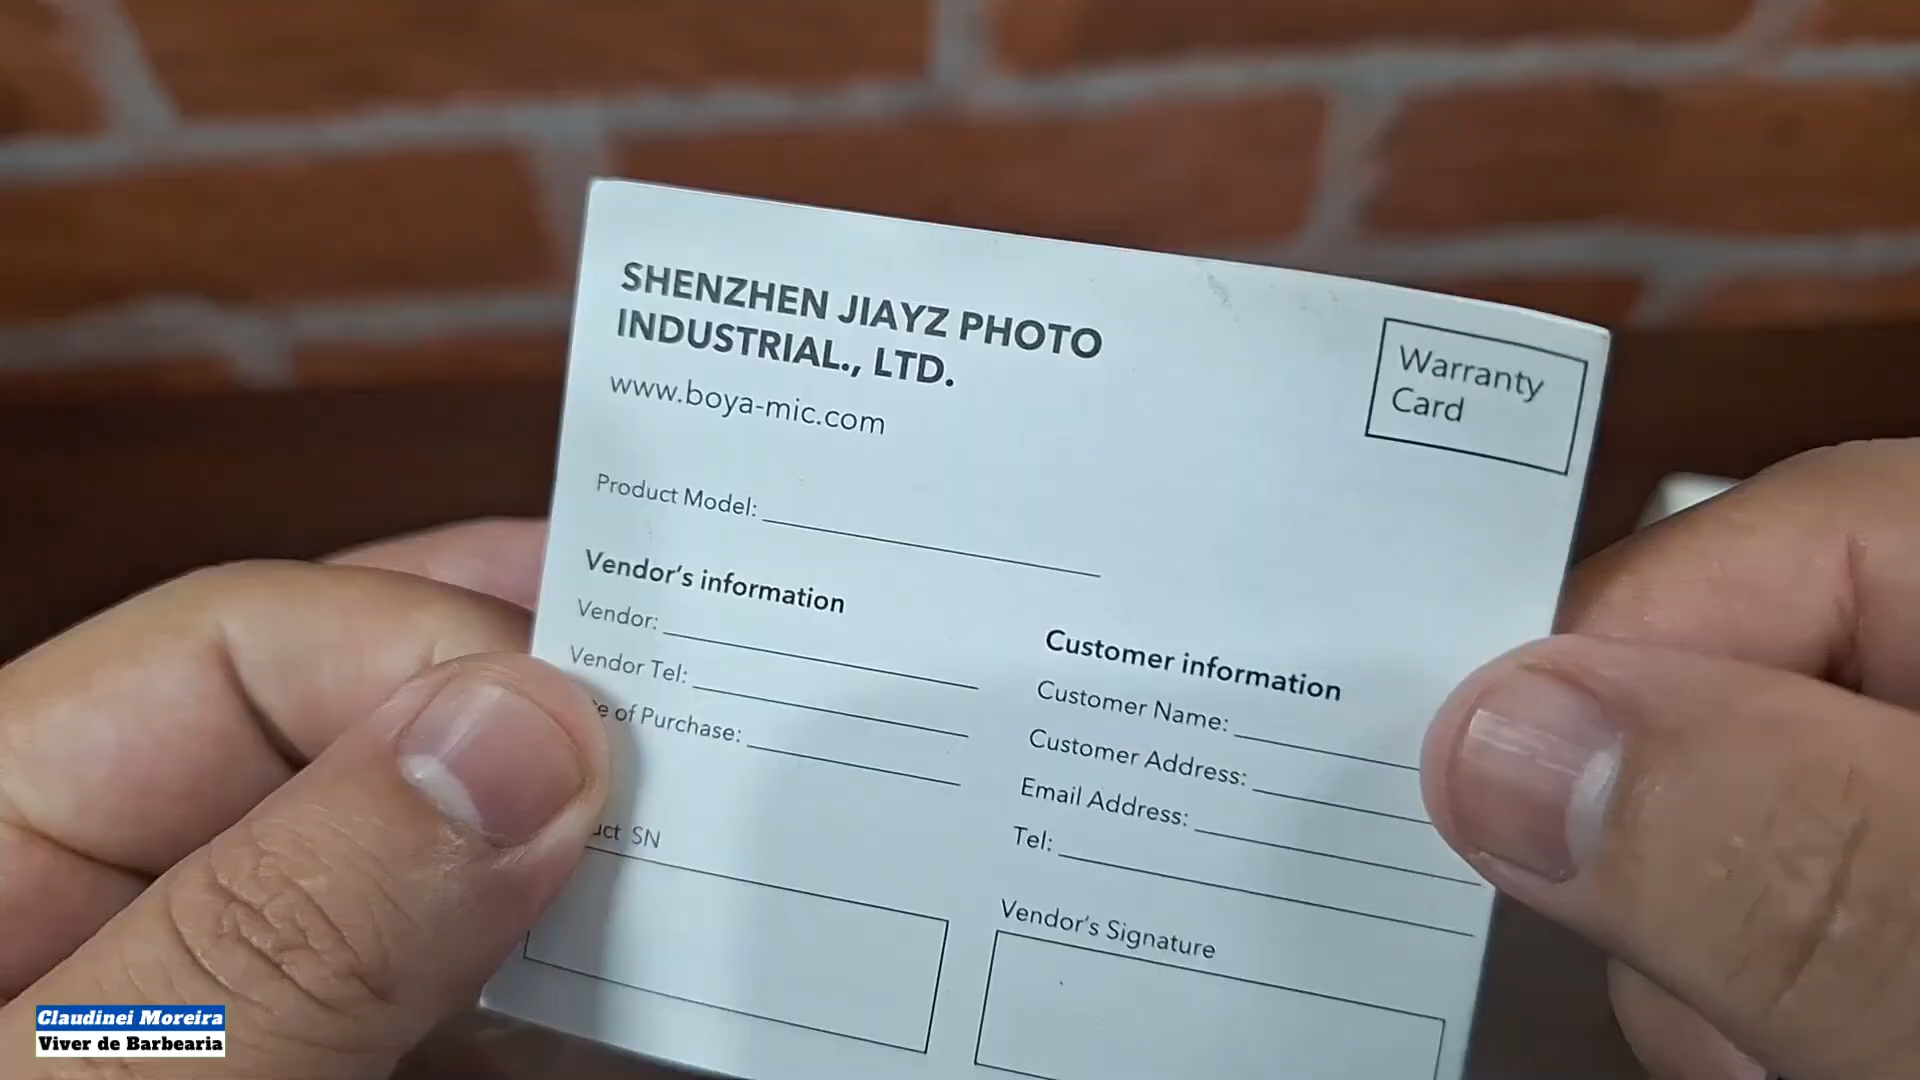 SHENZHEN JIAYZ PHOTO
INDUSTRIAL., LTD.
www.boya-mic.com
Warranty
Card
Product Model:
Vendor's information
Vendor:
Vendor Tel:
of Purchase:
SN
Customer information
Customer Name:
Customer Address:
Email Address:
Tel:
Vendor's Signature
Claudinei Moreira
Viver de Barbearia